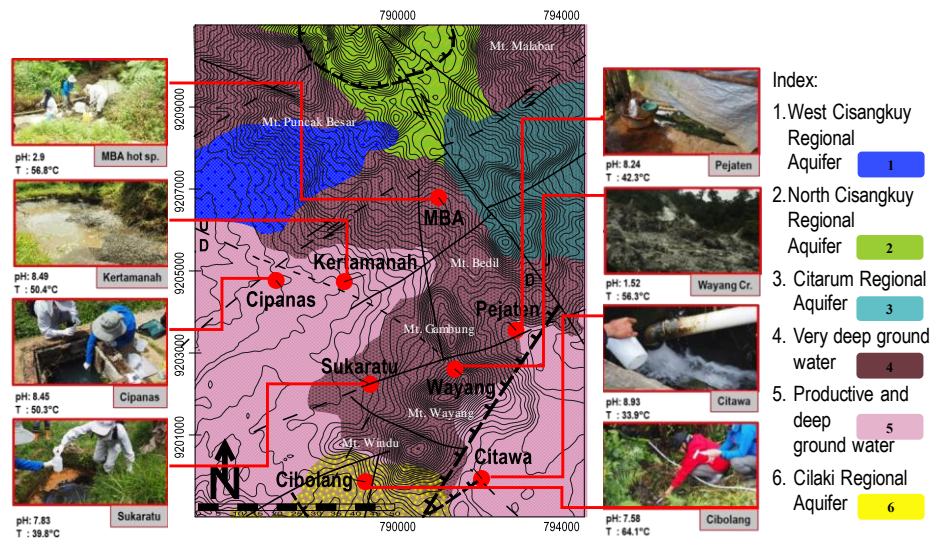 790000
794000
9209000
9207000
9205000
9203000
9201000
790000
794000
Mt. Malabar
Mt. Puncak Besar
MBA
U
D
Kertamanah
Mt. Bedil
Cipanas
D
Pejaten
Mt. Gambung
Sukaratu
Wayang
Mt. Wayang
Mt. Windu
Citawa
Cibolang
N
pH: 2.9
T : 56.8°C
MBA hot sp.
pH: 8.49
T : 50.4°C
Kertamanah
pH: 8.45
T : 50.3°C
Cipanas
pH: 7.83
T : 39.8°C
Sukaratu
pH: 8.24
T : 42.3°C
Pejaten
pH: 1.52
T : 56.3°C
Wayang Cr.
pH: 8.93
T : 33.9°C
Citawa
pH: 7.58
T : 64.1°C
Cibolang
Index:
1. West Cisangkuy
Regional
Aquifer 1
2. North Cisangkuy
Regional
Aquifer 2
3. Citarum Regional
Aquifer 3
4. Very deep ground
water 4
5. Productive and
deep 5
ground water
6. Cilaki Regional
Aquifer 6